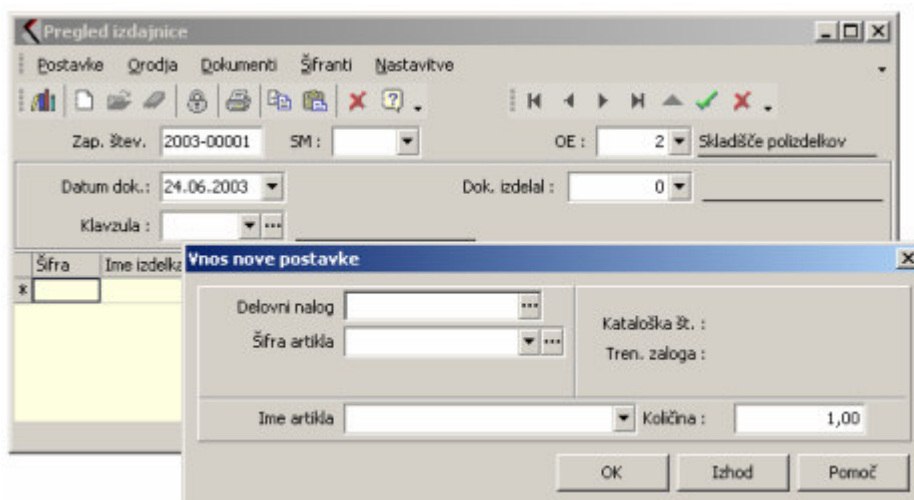 Pregled izdajnice
Postavke Orodja Dokumenti Šifranti Nastavitve
Zap. štev. 2003-00001 SM : OE : 2 Skladišče polizdelkov
Datum dok.: 24.06.2003 Dok. izdelal : 0
Klavzula :
Šifra Ime izdelka
*
Vnos nove postavke
Delovni nalog
Šifra artikla
Kataloška št. :
Tren. zaloga :
Ime artikla Količina : 1,00
OK Izhod Pomoč